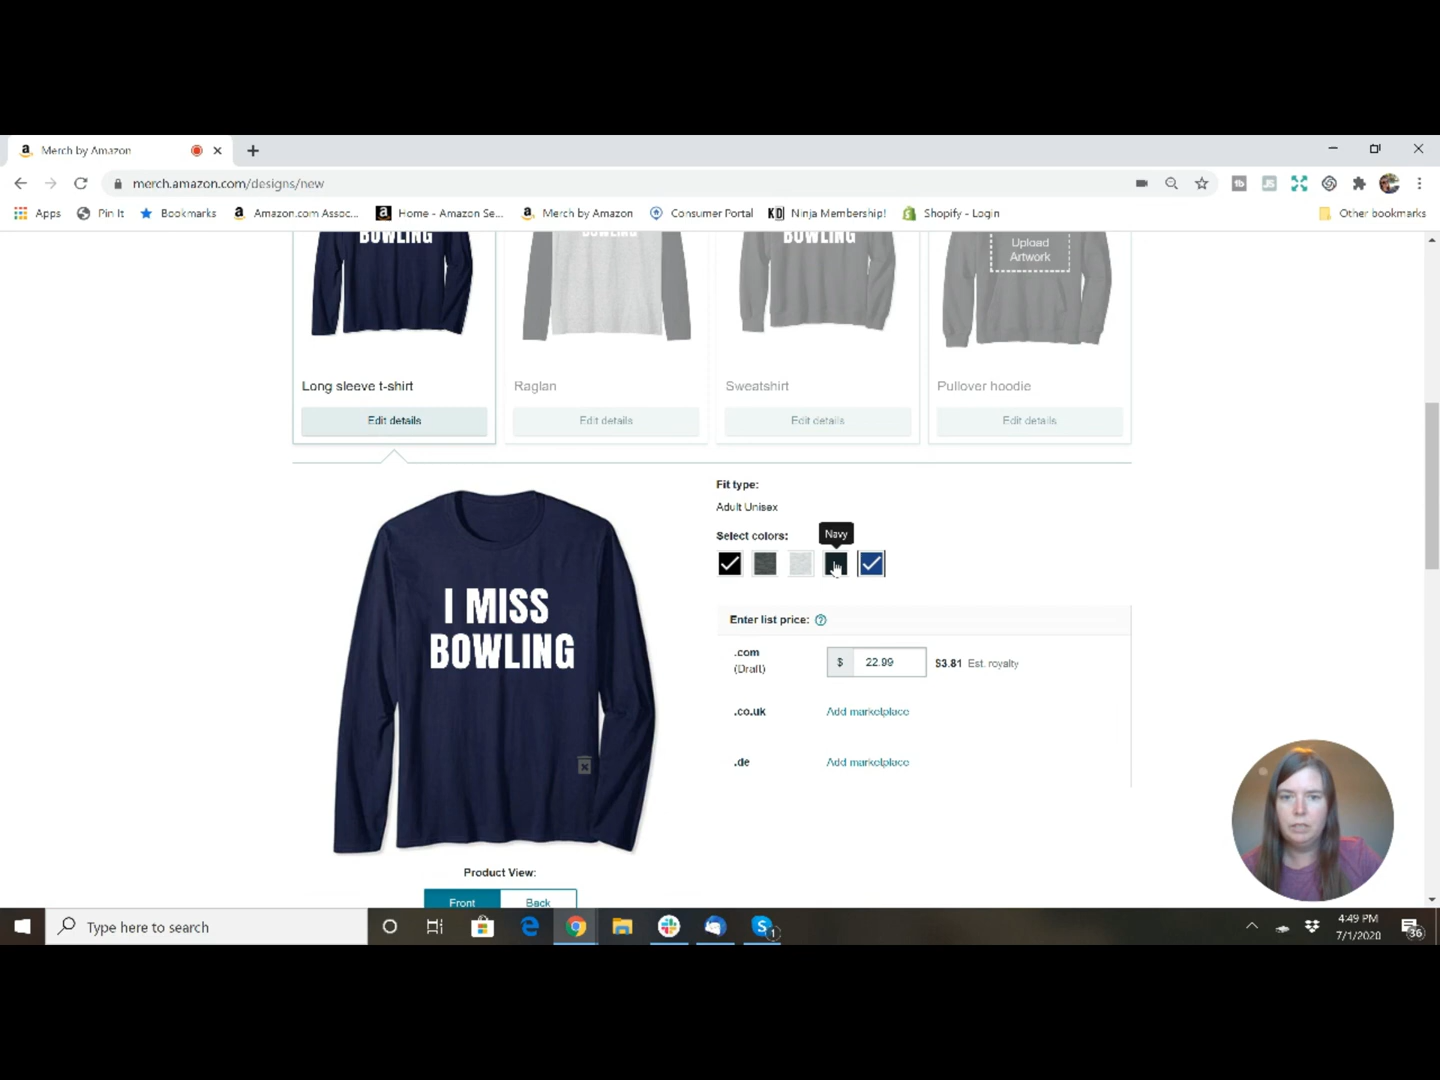 Merch by Amazon
merch.amazon.com/designs/new
Apps
Pin It
Bookmarks
Amazon.com Assoc...
Home - Amazon Se...
Merch by Amazon
Consumer Portal
KD
Ninja Membership!
Shopify - Login
Other bookmarks
BOWLING
BOWLING
BOWLING
Upload
Artwork
Long sleeve t-shirt
Raglan
Sweatshirt
Pullover hoodie
Edit details
Edit details
Edit details
Edit details
Fit type:
Adult Unisex
Select colors:
Navy
I MISS
BOWLING
Enter list price: ?
.com
(Draft)
$ 22.99
$3.81 Est. royalty
.co.uk
Add marketplace
.de
Add marketplace
Product View:
Front
Back
Type here to search
4:49 PM
7/1/2020
36